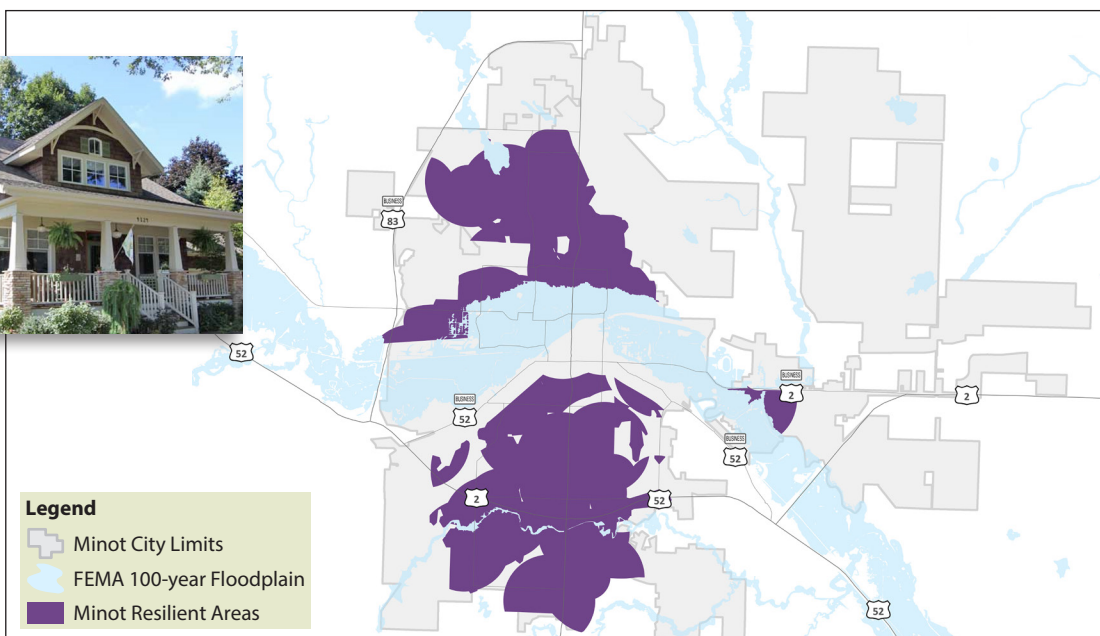 5329
BUSINESS
83
52
BUSINESS
52
BUSINESS
2
2
BUSINESS
52
2
52
52
Legend
Minot City Limits
FEMA 100-year Floodplain
Minot Resilient Areas